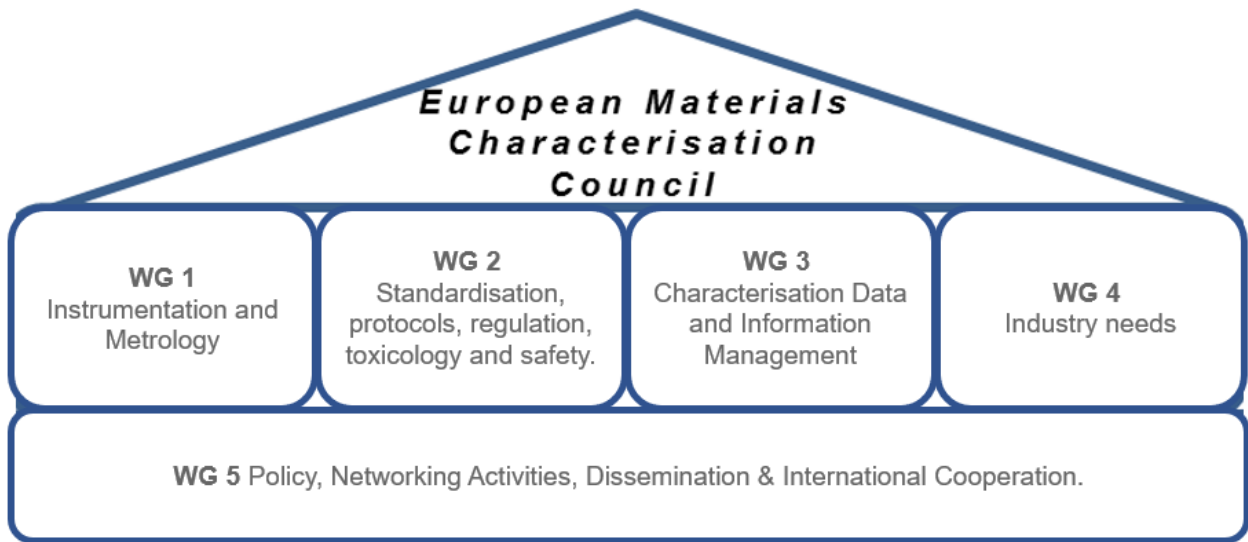 European Materials
Characterisation
Council
WG 1
Instrumentation and
Metrology
WG 2
Standardisation,
protocols, regulation,
toxicology and safety.
WG 3
Characterisation Data
and Information
Management
WG 4
Industry needs
WG 5 Policy, Networking Activities, Dissemination & International Cooperation.